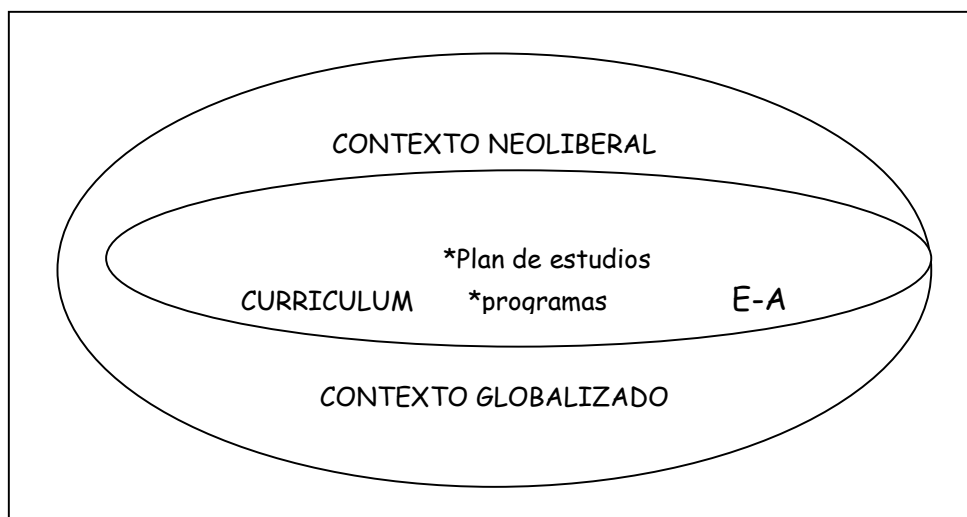 CONTEXTO NEOLIBERAL
*Plan de estudios
CURRICULUM *programas E-A
CONTEXTO GLOBALIZADO